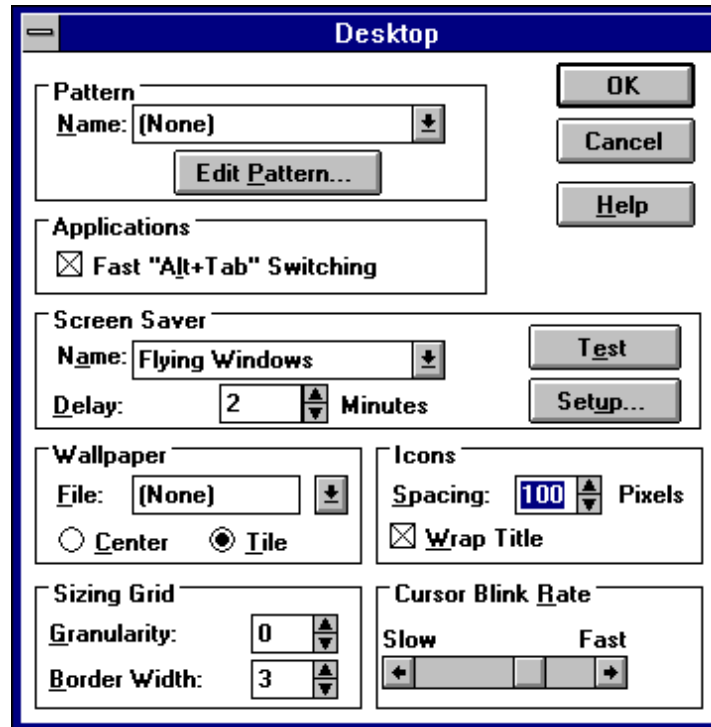 Desktop
Pattern
Name: (None)
Edit Pattern...
OK
Cancel
Help
Applications
Fast "Alt+Tab" Switching
Screen Saver
Name: Flying Windows
Delay: 2 Minutes
Test
Setup...
Wallpaper
File: (None)
Center Tile
Icons
Spacing: 100 Pixels
Wrap Title
Sizing Grid
Granularity: 0
Border Width: 3
Cursor Blink Rate
Slow Fast